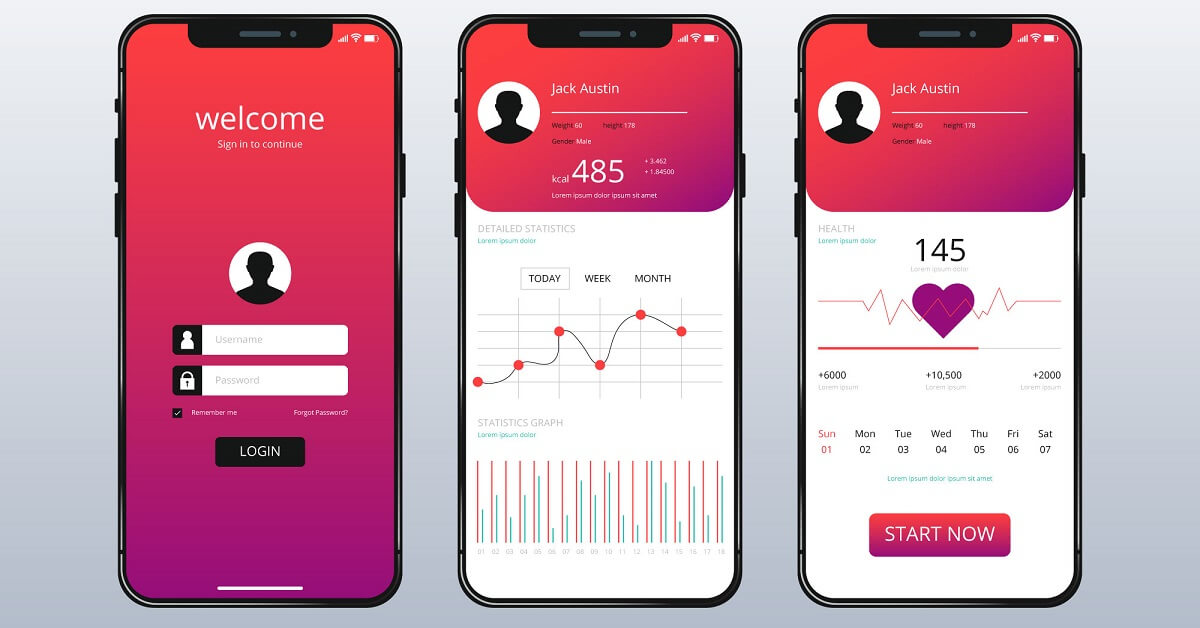 welcome
Sign in to continue
Username
Password
Remember me Forgot Password?
LOGIN
Jack Austin
Weight 60 height 178
Gender Male
kcal 485
+ 3.462
+ 1.84500
Lorem ipsum dolor ipsum sit amet
DETAILED STATISTICS
Lorem ipsum dolor
TODAY WEEK MONTH
STATISTICS GRAPH
Lorem ipsum dolor
01 02 03 04 05 06 07 08 09 10 11 12 13 14 15 16 17 18
Jack Austin
Weight 60 height 178
Gender Male
HEALTH
Lorem ipsum dolor
145
Lorem ipsum dolor
+6000 +10,500 +2000
Lorem ipsum Lorem ipsum Lorem ipsum
Sun Mon Tue Wed Thu Fri Sat
01 02 03 04 05 06 07
Lorem ipsum dolor ipsum sit amet
START NOW